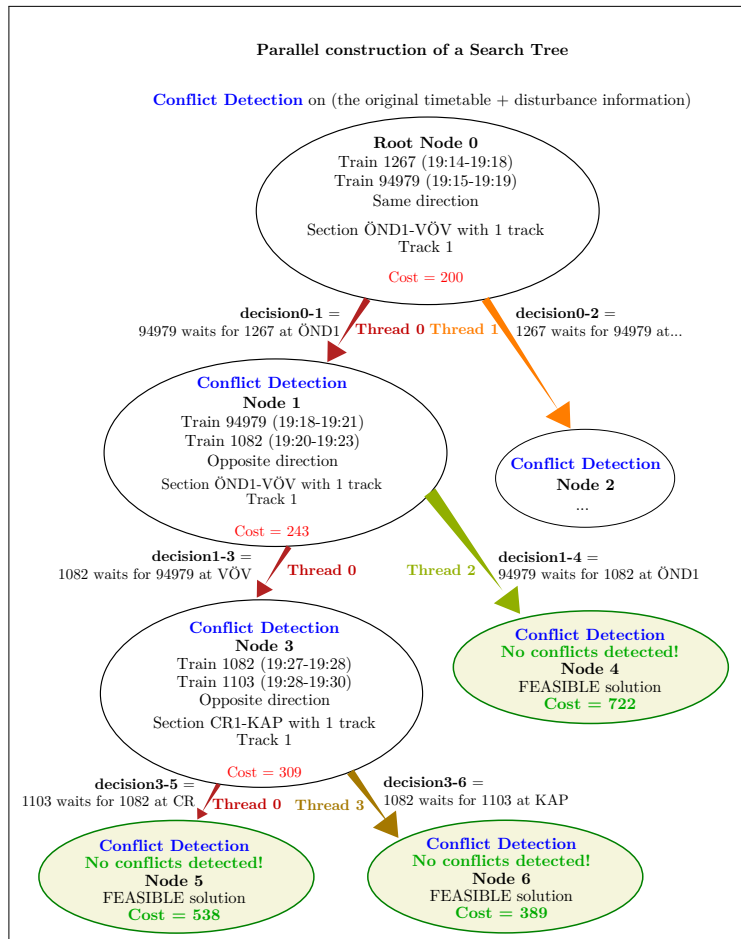 Parallel construction of a Search Tree
Conflict Detection on (the original timetable + disturbance information)
Root Node 0
Train 1267 (19:14-19:18)
Train 94979 (19:15-19:19)
Same direction
Section ÖND1-VÖV with 1 track
Track 1
Cost = 200
decision0-1 =
94979 waits for 1267 at ÖND1
Thread 0
Thread 1
decision0-2 =
1267 waits for 94979 at...
Conflict Detection
Node 1
Train 94979 (19:18-19:21)
Train 1082 (19:20-19:23)
Opposite direction
Section ÖND1-VÖV with 1 track
Track 1
Cost = 243
Conflict Detection
Node 2
...
decision1-3 =
1082 waits for 94979 at VÖV
Thread 0
Thread 2
decision1-4 =
94979 waits for 1082 at ÖND1
Conflict Detection
Node 3
Train 1082 (19:27-19:28)
Train 1103 (19:28-19:30)
Opposite direction
Section CR1-KAP with 1 track
Track 1
Cost = 309
Conflict Detection
No conflicts detected!
Node 4
FEASIBLE solution
Cost = 722
decision3-5 =
1103 waits for 1082 at CR
Thread 0
Thread 3
decision3-6 =
1082 waits for 1103 at KAP
Conflict Detection
No conflicts detected!
Node 5
FEASIBLE solution
Cost = 538
Conflict Detection
No conflicts detected!
Node 6
FEASIBLE solution
Cost = 389